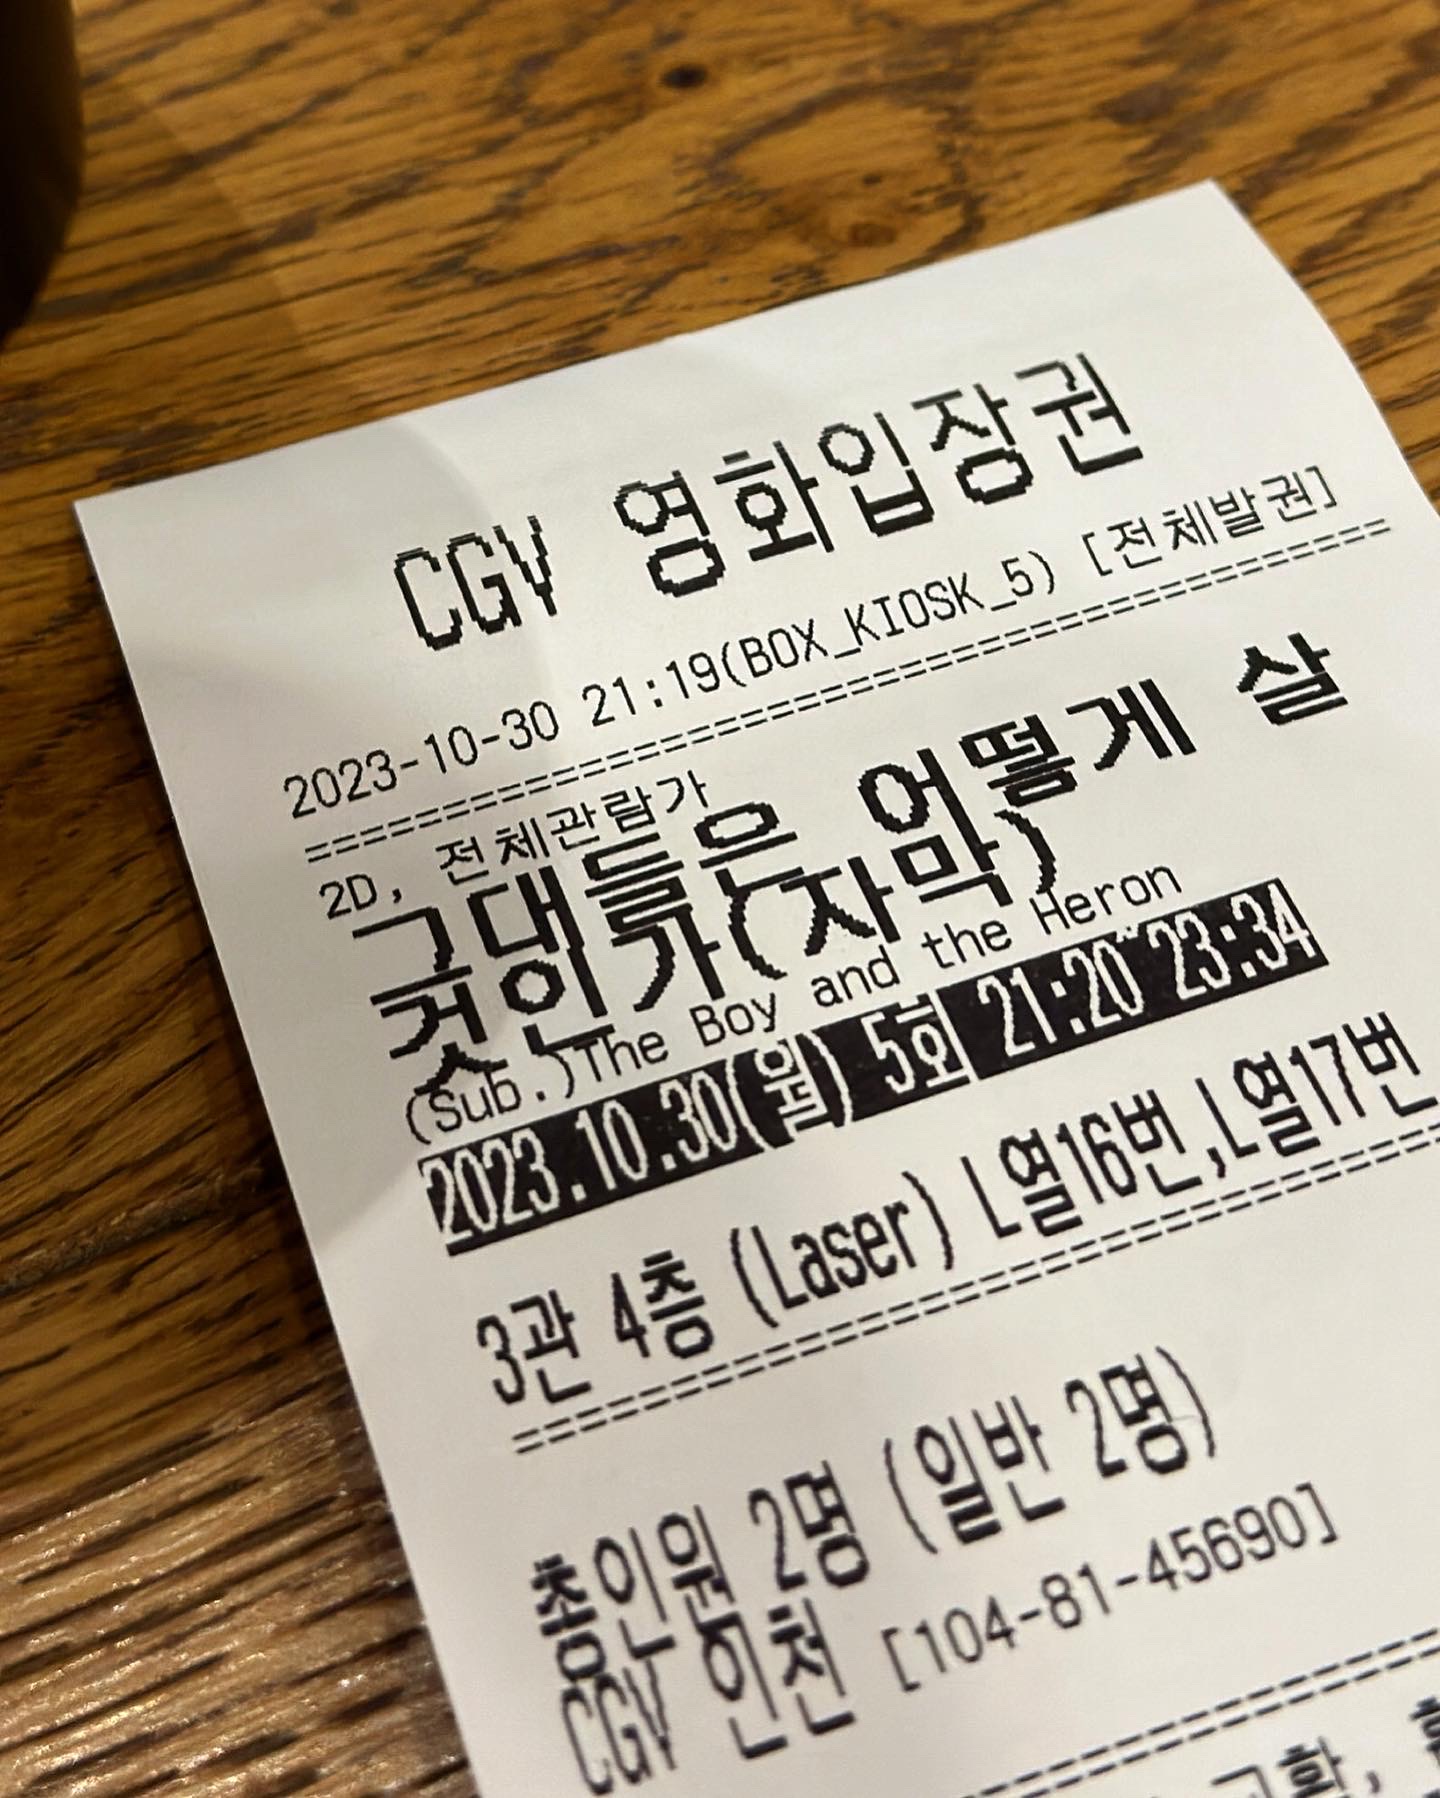 CGV 영화입장권
2023-10-30 21:19(BOX_KIOSK_5) [전체발권]
2D, 전체관람가
그대들은 어떻게 살
것인가(자막)
(Sub.)The Boy and the Heron
2023.10.30(월) 5회 21:20~23:34
3관 4층 (Laser) L열16번,L열17번
총인원 2명 (일반 2명)
CGV 인천 [104-81-45690]
교환,